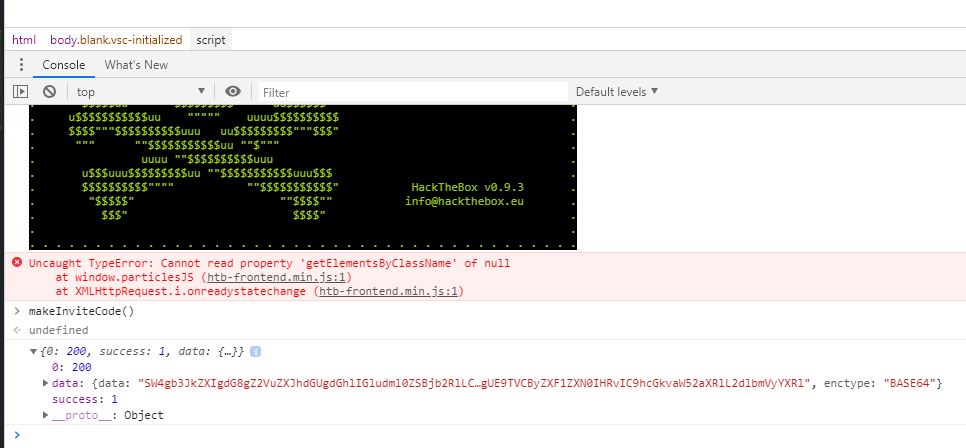 html body.blank.vsc-initialized script
Console What's New
top ▼ Filter Default levels ▼
. u$$$$$$$$$$$uu """"" uuuu$$$$$$$$$$ .
. $$$$"""$$$$$$$$$$uuu uu$$$$$$$$$"""$$$" .
. """ ""$$$$$$$$$$$uu ""$""" .
. uuuu ""$$$$$$$$$$uuu .
. u$$$uuu$$$$$$$$$uu ""$$$$$$$$$$$uuu$$$ .
. $$$$$$$$$$"""" ""$$$$$$$$$$$" HackTheBox v0.9.3 .
. "$$$$$" ""$$$$"" info@hackthebox.eu .
. $$$" $$$$" .
. .
. . . . . . . . . . . . . . . . . . . . . . . . . . . . . . . . . . . . . . . . . .
Uncaught TypeError: Cannot read property 'getElementsByClassName' of null
at window.particlesJS (htb-frontend.min.js:1)
at XMLHttpRequest.i.onreadystatechange (htb-frontend.min.js:1)
> makeInviteCode()
undefined
▼{0: 200, success: 1, data: {…}} i
0: 200
▶data: {data: "SW4gb3JkZXIgdG8gZ2VuZXJhdGUgdGhlIGludml0ZSBjb2RlLC…gUE9TVCByZXF1ZXN0IHRvIC9hcGkvaW52aXRlL2dlbmVyYXRl", enctype: "BASE64"}
success: 1
▶__proto__: Object
>